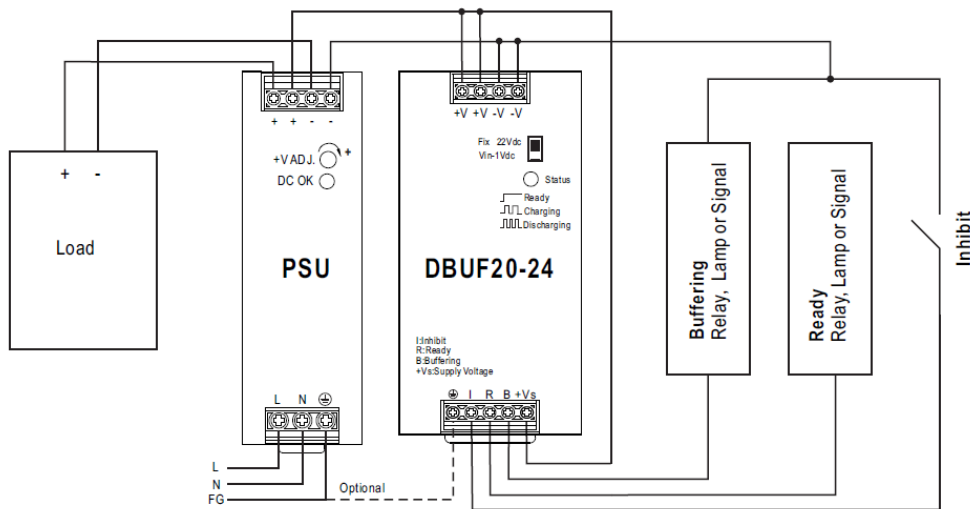 + + - -
+V ADJ. +
DC OK
PSU
L N
L
N
FG
Optional
+ -
Load
+V +V -V -V
Fix 22Vdc
Vin-1Vdc
Status
Ready
Charging
Discharging
DBUF20-24
I:Inhibit
R:Ready
B:Buffering
+Vs:Supply Voltage
I R B +Vs
Buffering
Relay, Lamp or Signal
Ready
Relay, Lamp or Signal
Inhibit